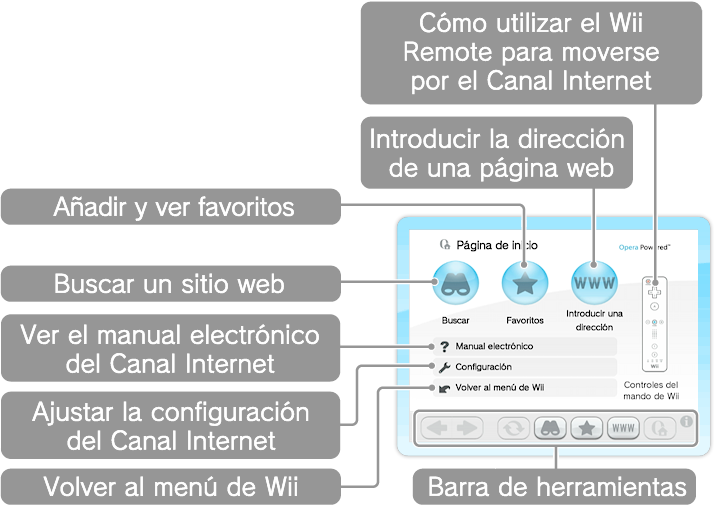 Cómo utilizar el Wii
Remote para moverse
por el Canal Internet
Introducir la dirección
de una página web
Añadir y ver favoritos
Buscar un sitio web
Ver el manual electrónico
del Canal Internet
Ajustar la configuración
del Canal Internet
Volver al menú de Wii
Página de inicio
Opera Powered™
WWW
Buscar
Favoritos
Introducir una
dirección
? Manual electrónico
Configuración
Volver al menú de Wii
Wii
Controles del
mando de Wii
WWW
i
Barra de herramientas